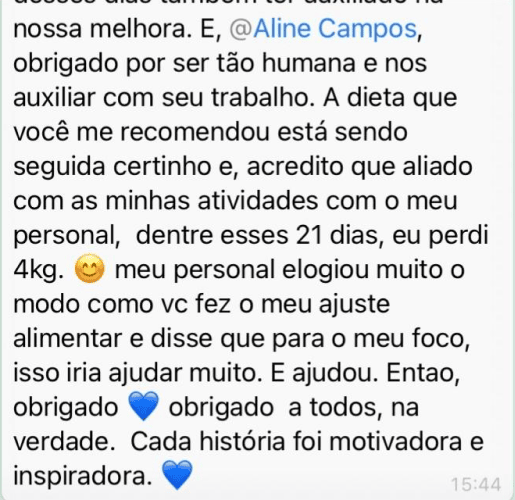 nossa melhora. E, @Aline Campos,
obrigado por ser tão humana e nos
auxiliar com seu trabalho. A dieta que
você me recomendou está sendo
seguida certinho e, acredito que aliado
com as minhas atividades com o meu
personal,  dentre esses 21 dias, eu perdi
4kg. 😊 meu personal elogiou muito o
modo como vc fez o meu ajuste
alimentar e disse que para o meu foco,
isso iria ajudar muito. E ajudou. Entao,
obrigado 💙 obrigado  a todos, na
verdade.  Cada história foi motivadora e
inspiradora. 💙
15:44